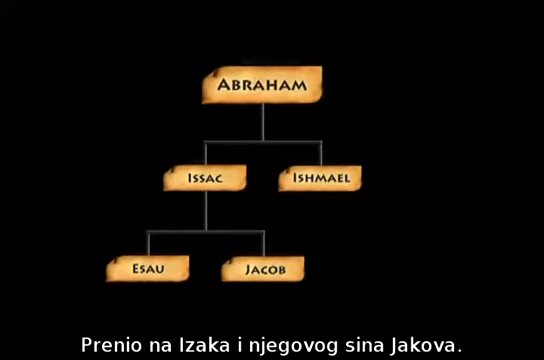 ABRAHAM
ISSAC
ISHMAEL
ESAU
JACOB
Prenio na Izaka i njegovog sina Jakova.